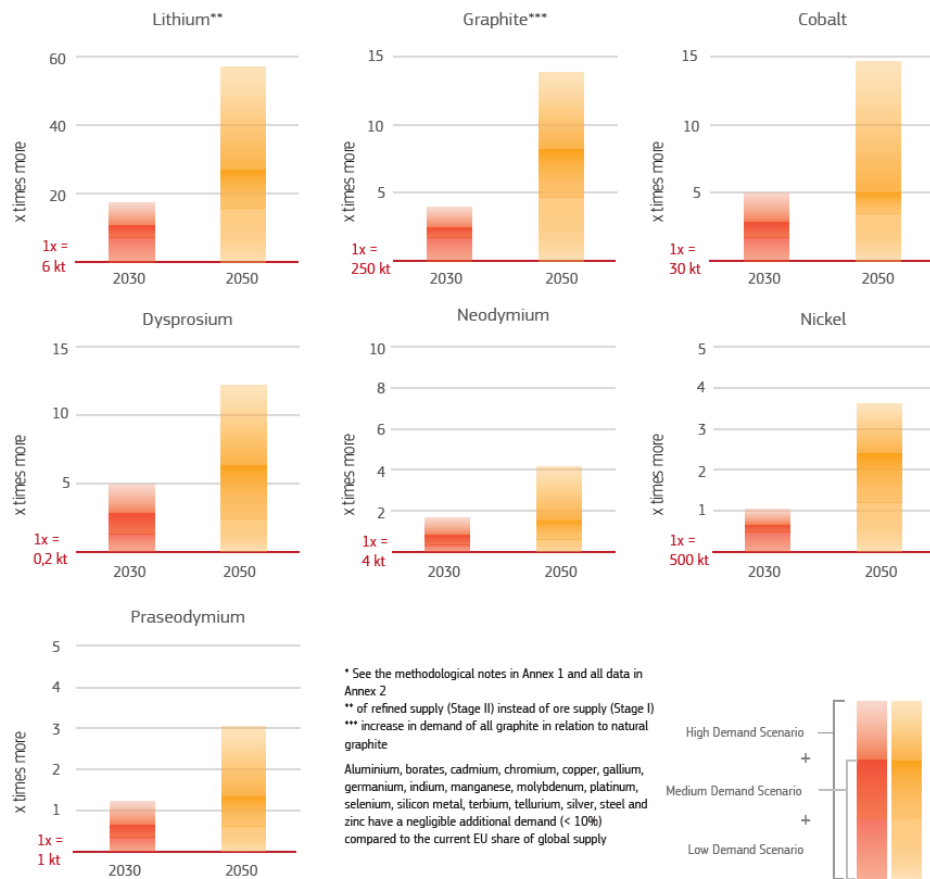 Lithium**
60
40
20
x times more
1x =
6 kt
2030
2050
Graphite***
15
10
5
x times more
1x =
250 kt
2030
2050
Cobalt
15
10
5
x times more
1x =
30 kt
2030
2050
Dysprosium
15
10
5
x times more
1x =
0,2 kt
2030
2050
Neodymium
10
8
6
4
2
x times more
1x =
4 kt
2030
2050
Nickel
5
4
3
2
1
x times more
1x =
500 kt
2030
2050
Praseodymium
5
4
3
2
1
x times more
1x =
1 kt
2030
2050
* See the methodological notes in Annex 1 and all data in
Annex 2
** of refined supply (Stage II) instead of ore supply (Stage I)
*** increase in demand of all graphite in relation to natural
graphite
Aluminium, borates, cadmium, chromium, copper, gallium,
germanium, indium, manganese, molybdenum, platinum,
selenium, silicon metal, terbium, tellurium, silver, steel and
zinc have a negligible additional demand (< 10%)
compared to the current EU share of global supply
High Demand Scenario
+
Medium Demand Scenario
+
Low Demand Scenario